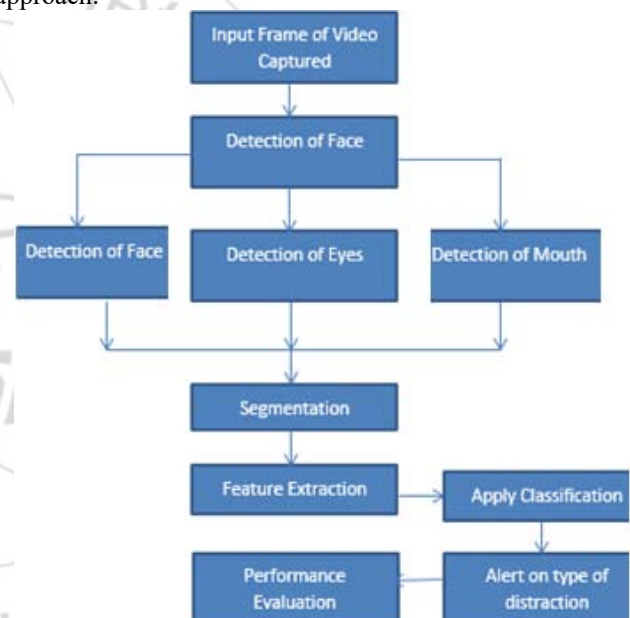 approach.
Input Frame of Video
Captured
Detection of Face
Detection of Face
Detection of Eyes
Detection of Mouth
Segmentation
Feature Extraction
Apply Classification
Performance
Evaluation
Alert on type of
distraction